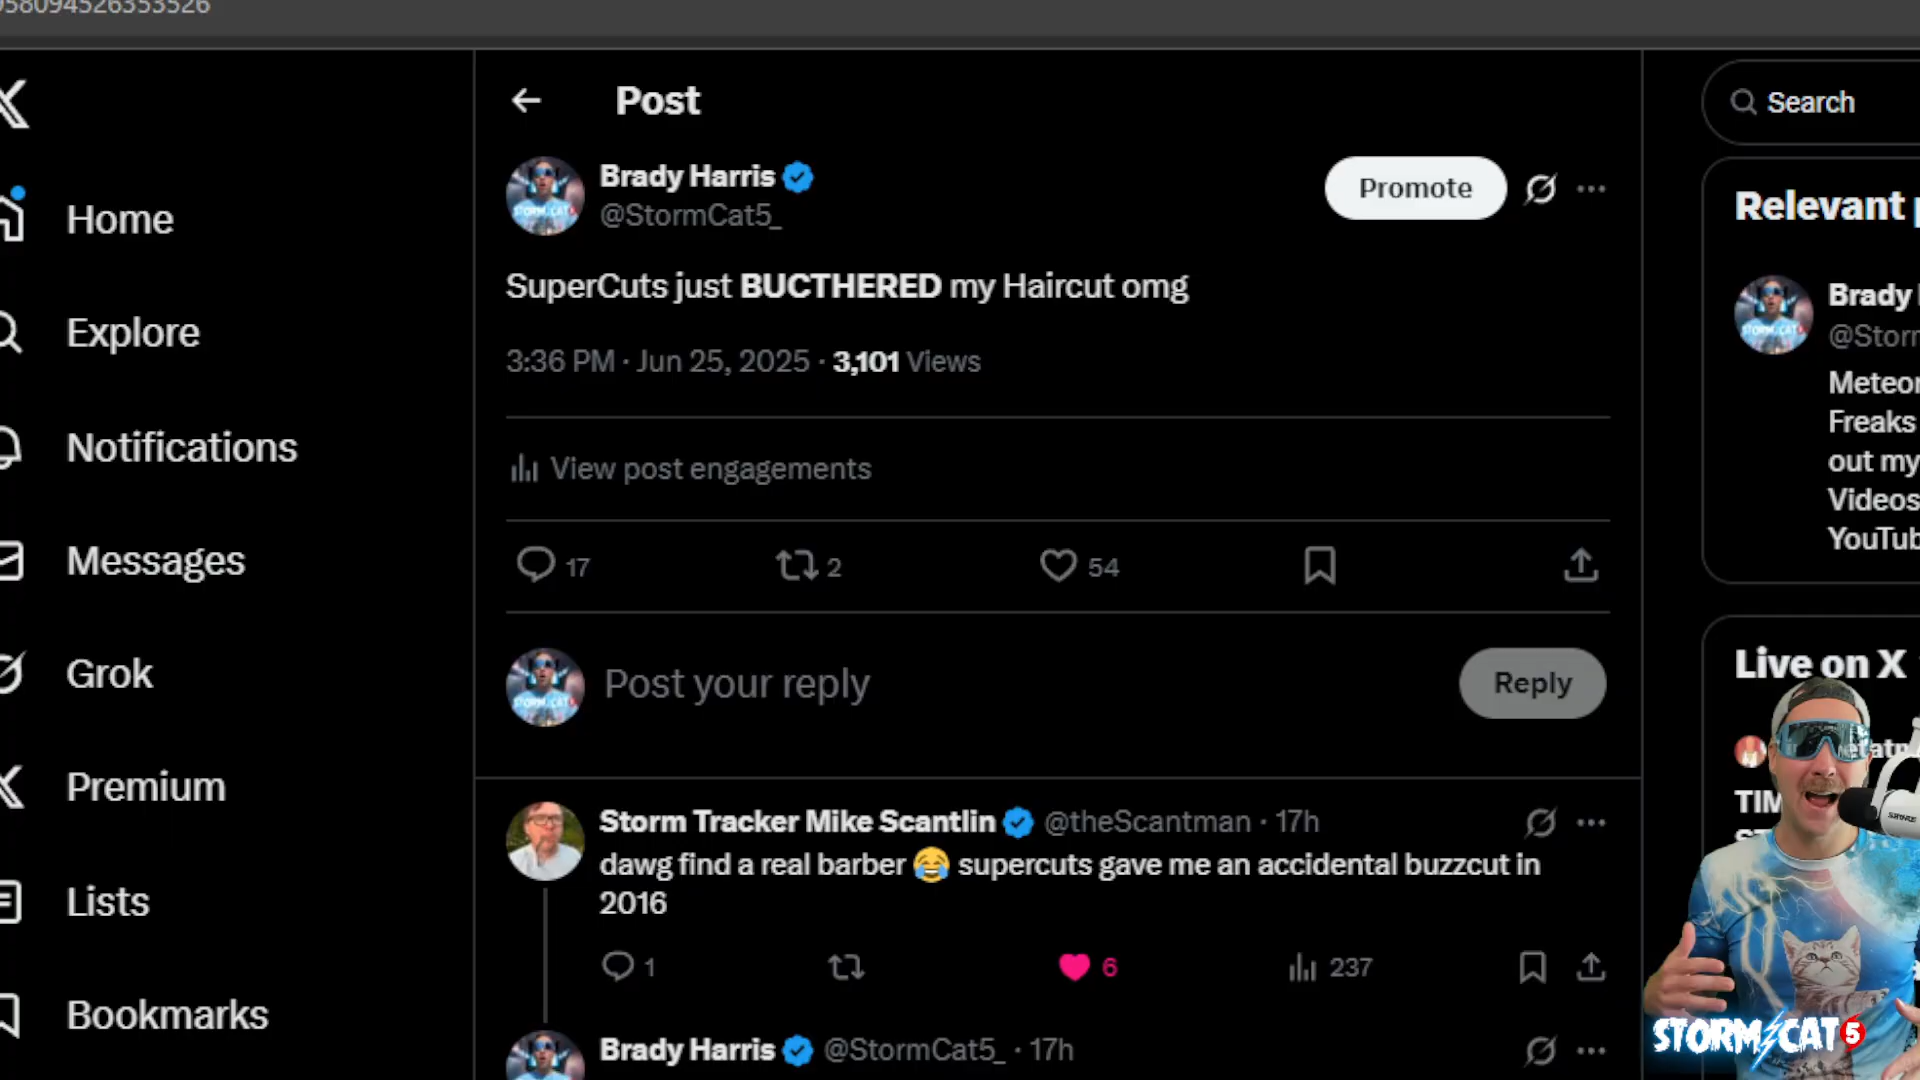 958094526353526
Post
Search
Brady Harris
@StormCat5_
Promote
Relevant
SuperCuts just BUCTHERED my Haircut omg
3:36 PM · Jun 25, 2025 · 3,101 Views
View post engagements
17
2
54
Post your reply
Reply
Home
Explore
Notifications
Messages
Grok
Premium
Lists
Bookmarks
Storm Tracker Mike Scantlin @theScantman · 17h
dawg find a real barber 😂 supercuts gave me an accidental buzzcut in
2016
1
6
237
Brady Harris @StormCat5_ · 17h
Brady
@Storm
Meteor
Freaks
out my
Videos
YouTub
Live on X
TIM
STORM CAT 5